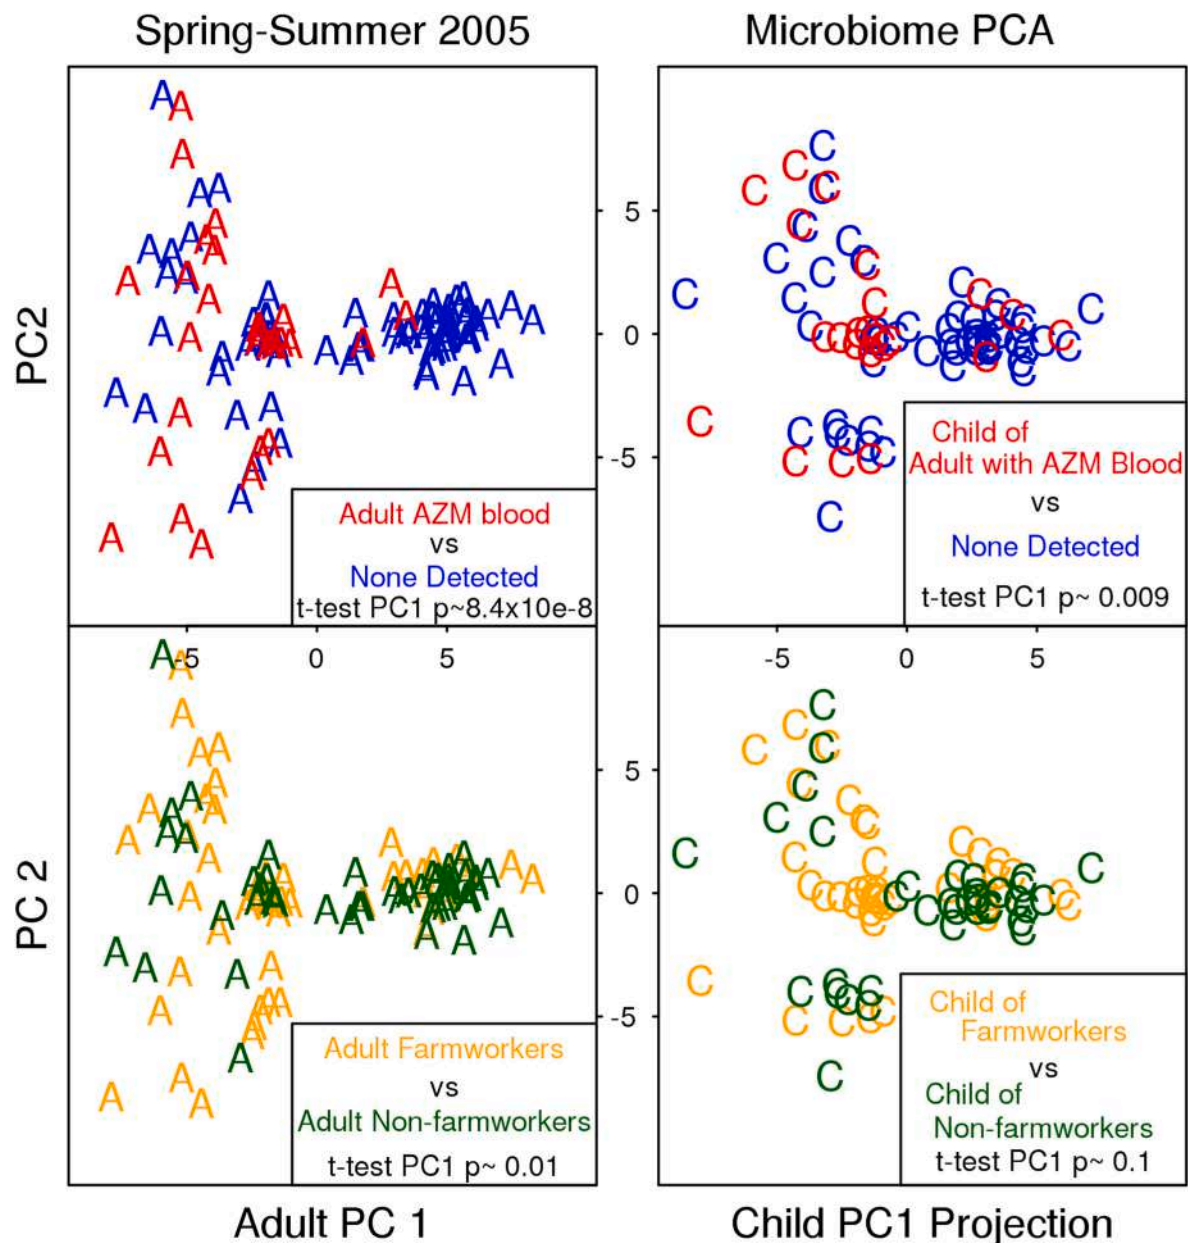 Spring-Summer 2005
Microbiome PCA
PC2
5
0
-5
Adult AZM blood
vs
None Detected
t-test PC1 p~8.4x10e-8
Child of
Adult with AZM Blood
vs
None Detected
t-test PC1 p~ 0.009
-5
0
5
-5
0
5
PC 2
5
0
-5
Adult Farmworkers
vs
Adult Non-farmworkers
t-test PC1 p~ 0.01
Child of
Farmworkers
vs
Child of
Non-farmworkers
t-test PC1 p~ 0.1
Adult PC 1
Child PC1 Projection